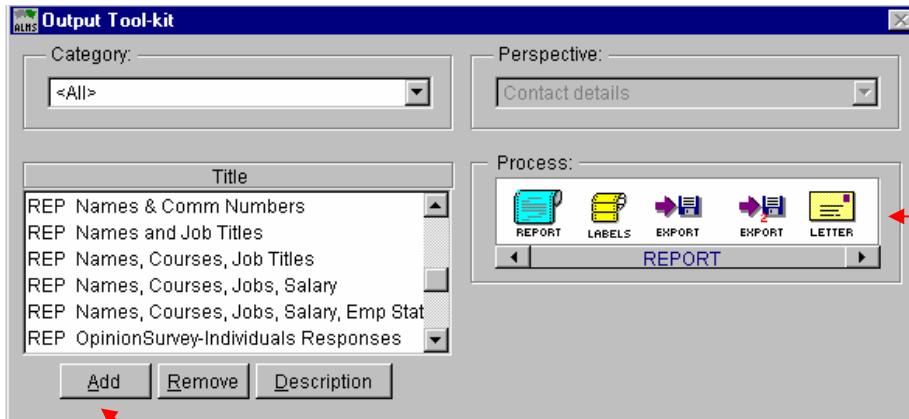 ALMS Output Tool-kit
Category:
<All>
Perspective:
Contact details
Title
REP Names & Comm Numbers
REP Names and Job Titles
REP Names, Courses, Job Titles
REP Names, Courses, Jobs, Salary
REP Names, Courses, Jobs, Salary, Emp Stat
REP OpinionSurvey-Individuals Responses
Add Remove Description
Process:
REPORT LABELS EXPORT 2 EXPORT LETTER
REPORT